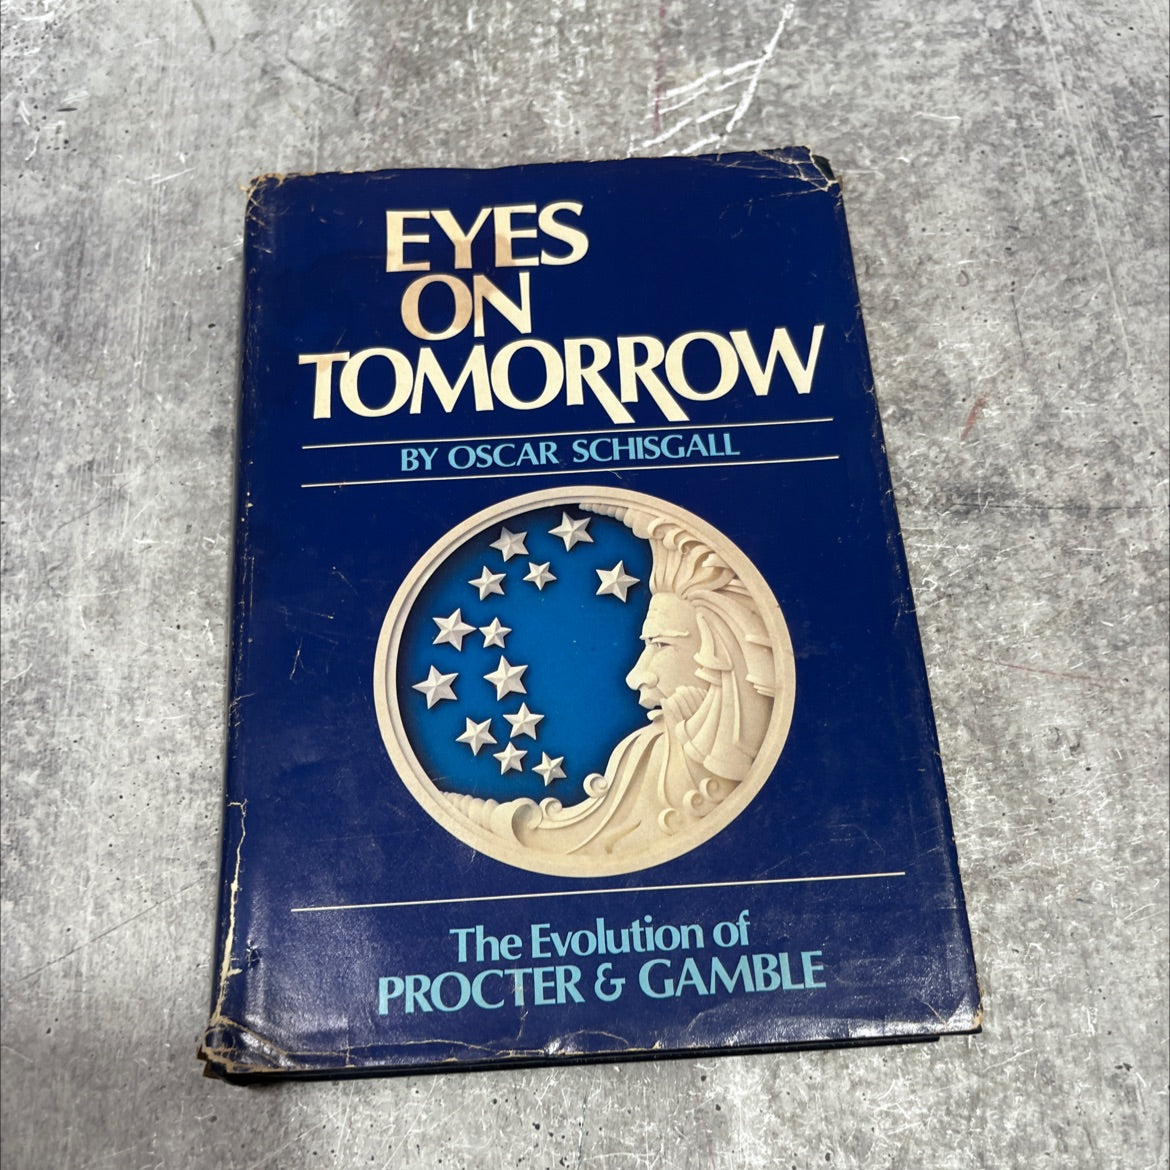 EYES
ON
TOMORROW
BY OSCAR SCHISGALL
The Evolution of
PROCTER & GAMBLE